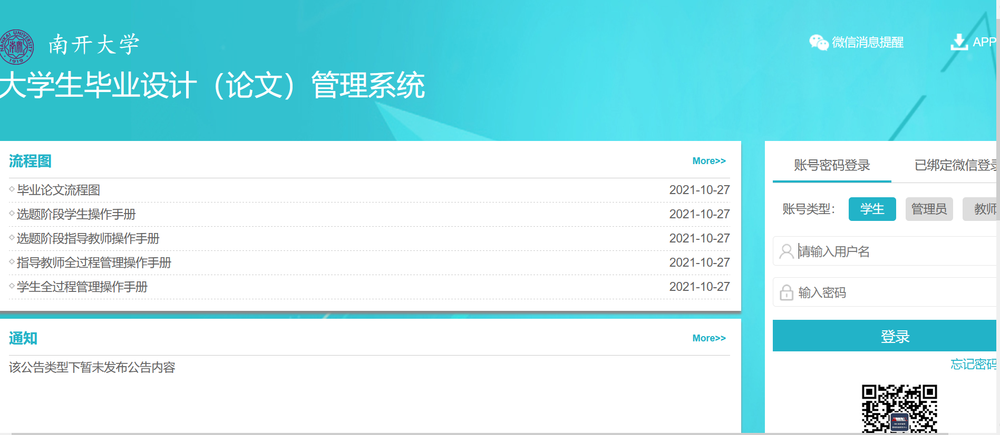 NANKAI UNIVERSITY
1919
南开大学
大学生毕业设计（论文）管理系统
微信消息提醒
APP
流程图
More>>
毕业论文流程图
2021-10-27
选题阶段学生操作手册
2021-10-27
选题阶段指导教师操作手册
2021-10-27
指导教师全过程管理操作手册
2021-10-27
学生全过程管理操作手册
2021-10-27
通知
More>>
该公告类型下暂未发布公告内容
账号密码登录
已绑定微信登录
账号类型：
学生
管理员
教师
请输入用户名
输入密码
登录
忘记密码